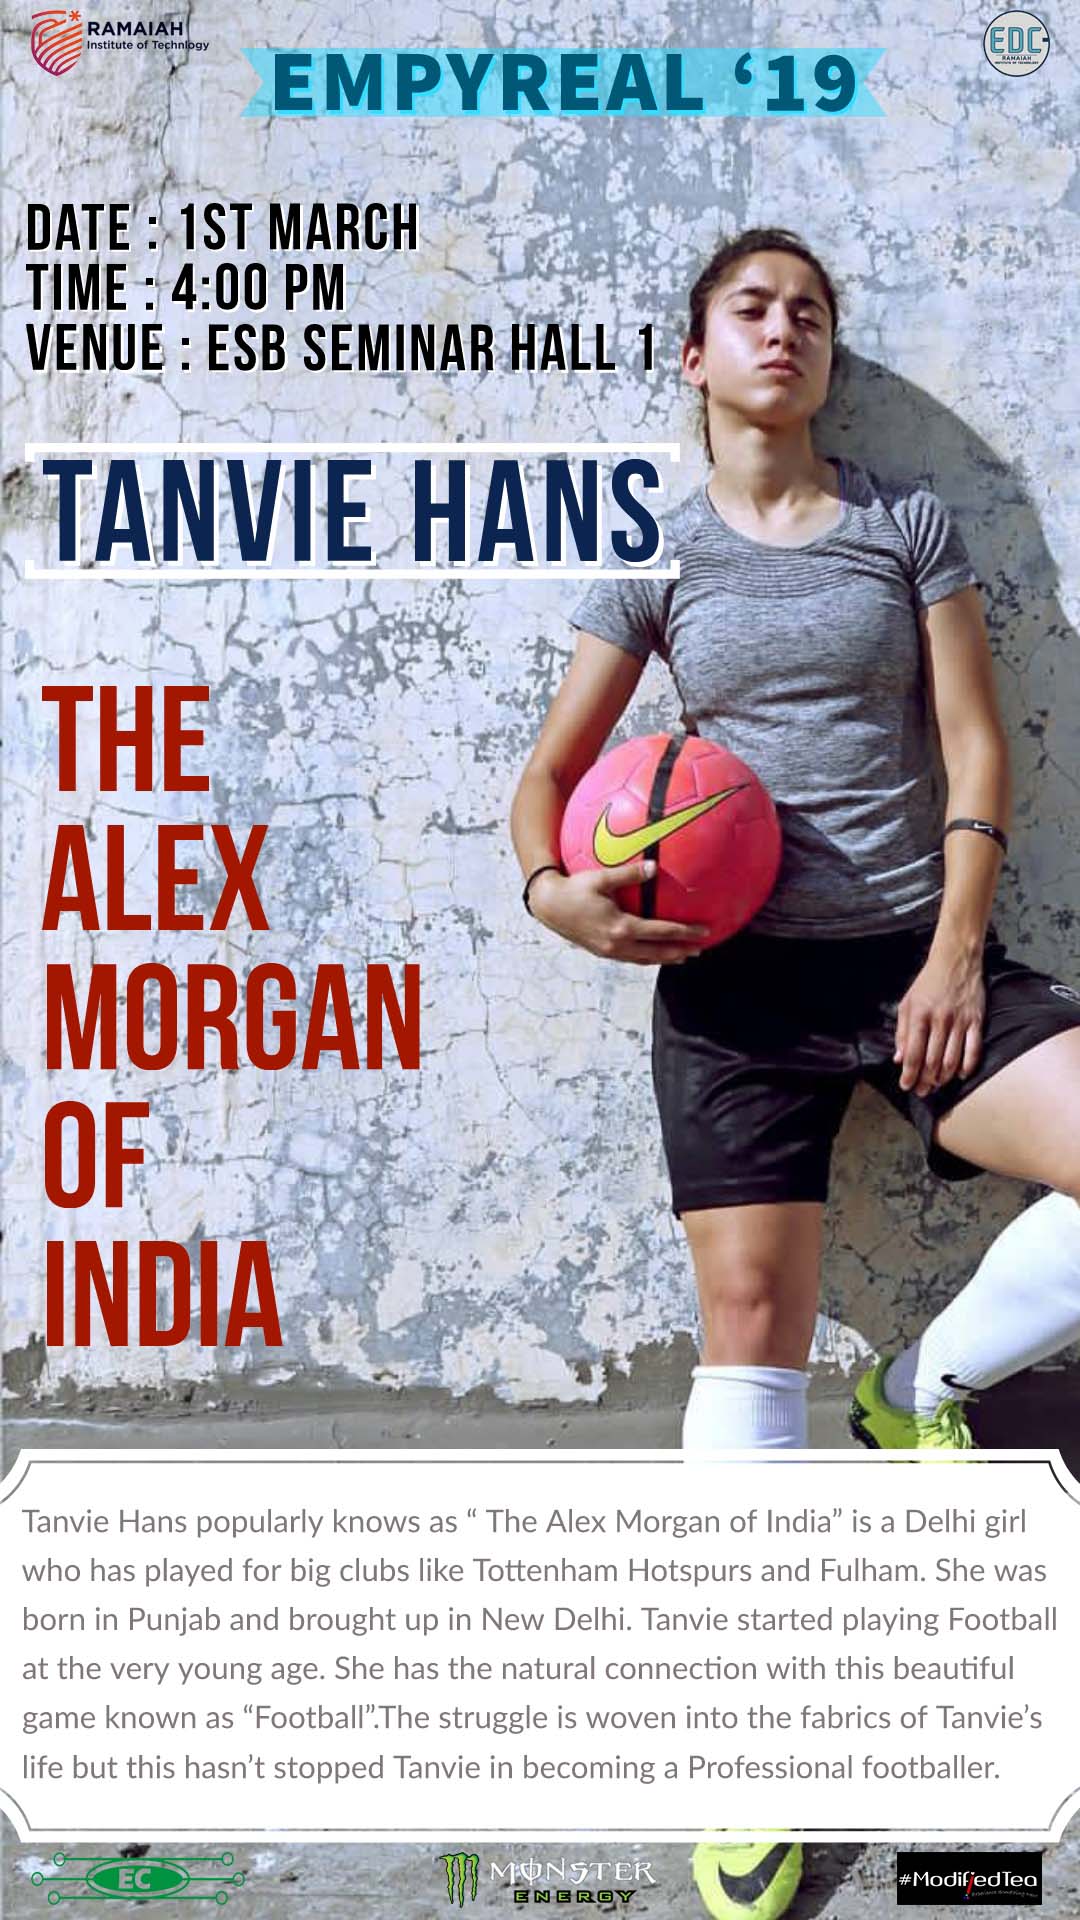 RAMAIAH
Institute of Technlogy
EMPYREAL ‘19
EDC
RAMAIAH
INSTITUTE OF TECHNOLOGY
DATE : 1ST MARCH
TIME : 4:00 PM
VENUE : ESB SEMINAR HALL 1
TANVIE HANS
THE
ALEX
MORGAN
OF
INDIA
Tanvie Hans popularly knows as “ The Alex Morgan of India” is a Delhi girl
who has played for big clubs like Tottenham Hotspurs and Fulham. She was
born in Punjab and brought up in New Delhi. Tanvie started playing Football
at the very young age. She has the natural connection with this beautiful
game known as “Football”.The struggle is woven into the fabrics of Tanvie’s
life but this hasn’t stopped Tanvie in becoming a Professional footballer.
EC
MONSTER
ENERGY
#ModifiedTea